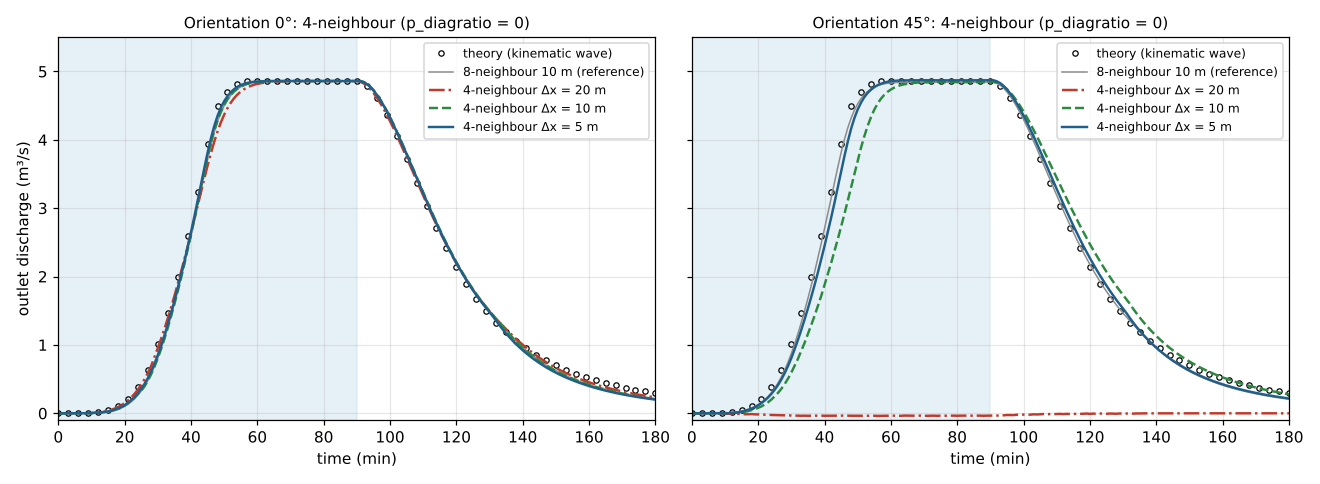 Orientation 0°: 4-neighbour (p_diagratio = 0)
theory (kinematic wave)
8-neighbour 10 m (reference)
4-neighbour Δx = 20 m
4-neighbour Δx = 10 m
4-neighbour Δx = 5 m
outlet discharge (m³/s)
5
4
3
2
1
0
0 20 40 60 80 100 120 140 160 180
time (min)
Orientation 45°: 4-neighbour (p_diagratio = 0)
theory (kinematic wave)
8-neighbour 10 m (reference)
4-neighbour Δx = 20 m
4-neighbour Δx = 10 m
4-neighbour Δx = 5 m
0 20 40 60 80 100 120 140 160 180
time (min)